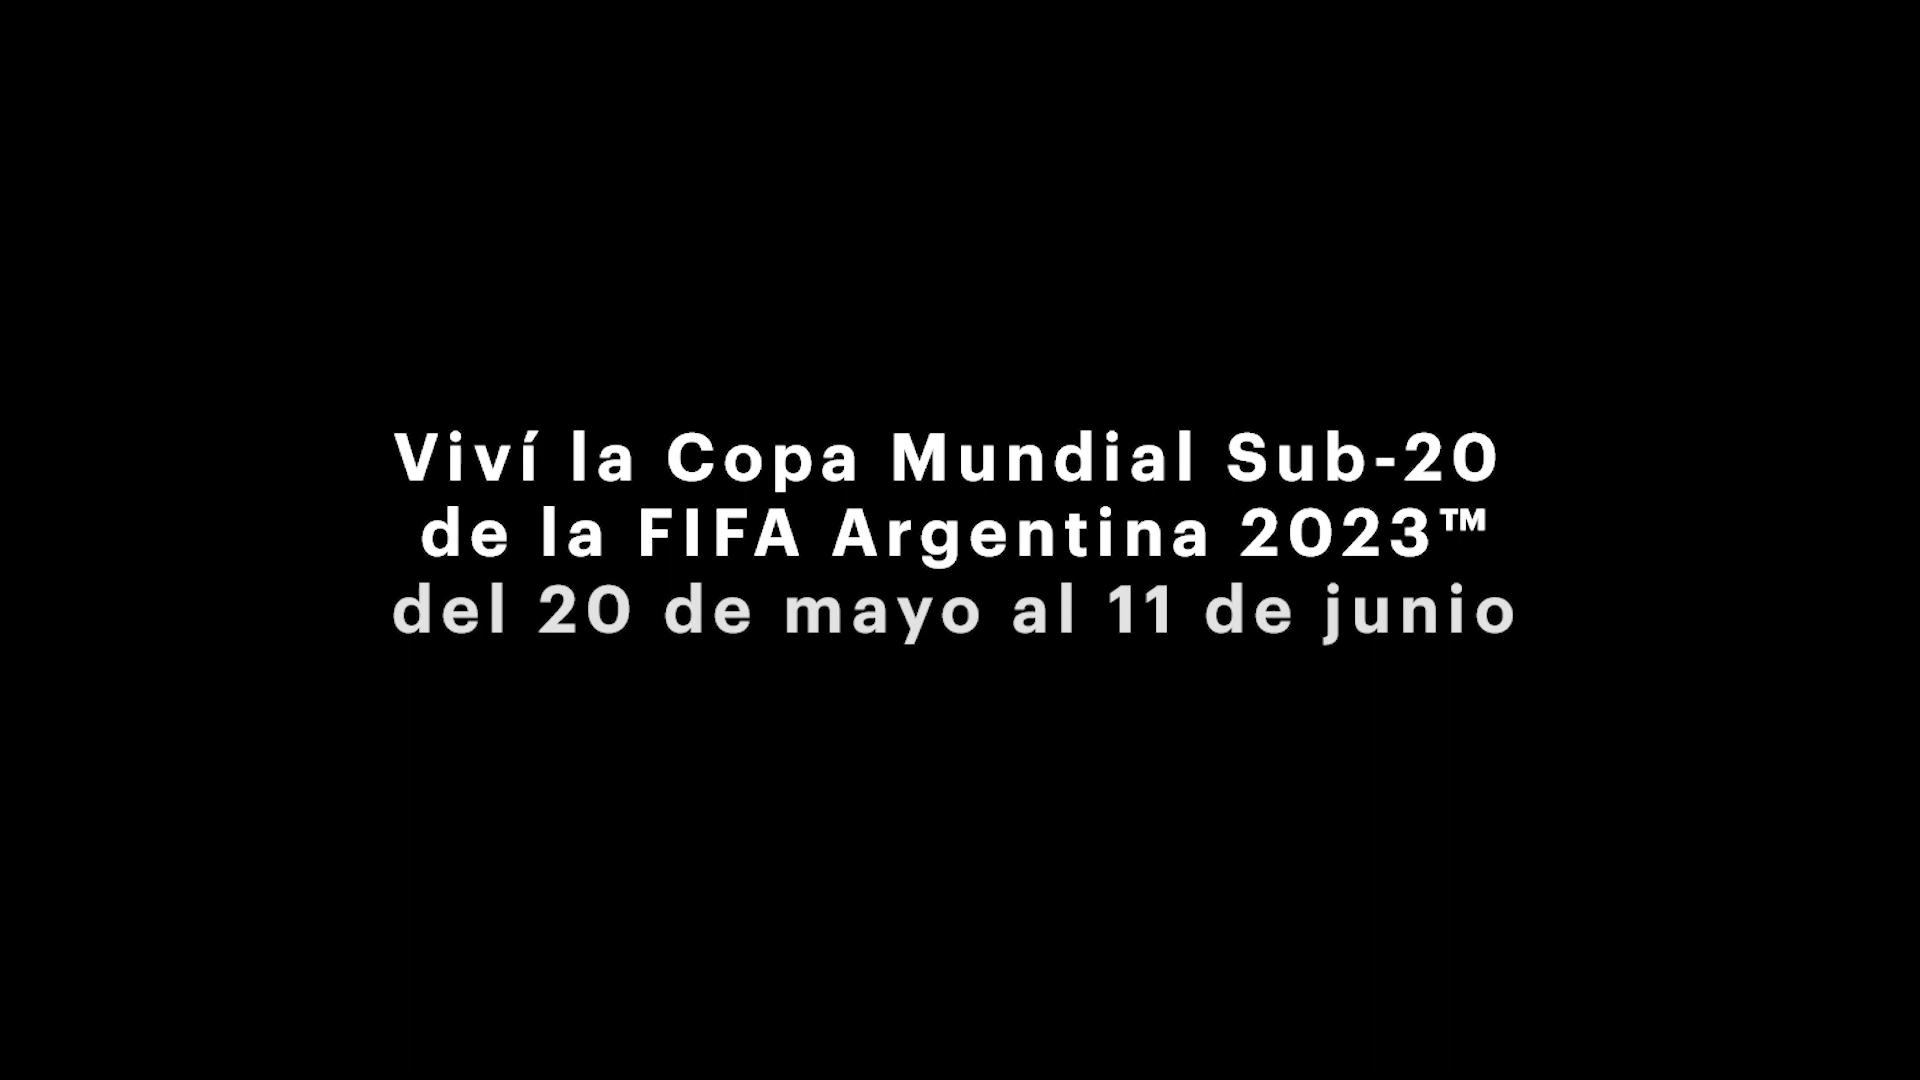 Viví la Copa Mundial Sub-20
de la FIFA Argentina 2023™
del 20 de mayo al 11 de junio